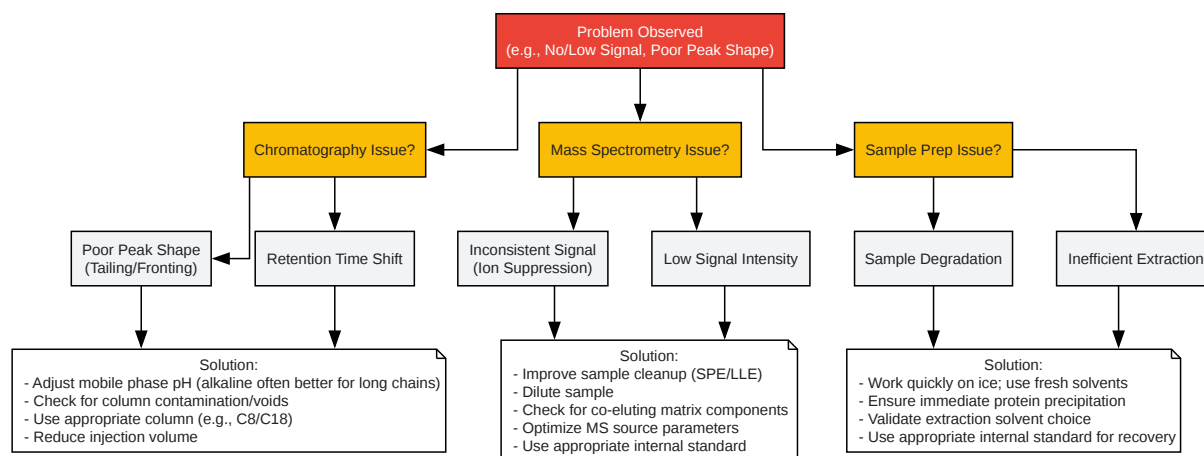 Problem Observed
(e.g., No/Low Signal, Poor Peak Shape)
Chromatography Issue?
Mass Spectrometry Issue?
Sample Prep Issue?
Poor Peak Shape
(Tailing/Fronting)
Retention Time Shift
Inconsistent Signal
(Ion Suppression)
Low Signal Intensity
Sample Degradation
Inefficient Extraction
Solution:
- Adjust mobile phase pH (alkaline often better for long chains)
- Check for column contamination/voids
- Use appropriate column (e.g., C8/C18)
- Reduce injection volume
Solution:
- Improve sample cleanup (SPE/LLE)
- Dilute sample
- Check for co-eluting matrix components
- Optimize MS source parameters
- Use appropriate internal standard
Solution:
- Work quickly on ice; use fresh solvents
- Ensure immediate protein precipitation
- Validate extraction solvent choice
- Use appropriate internal standard for recovery